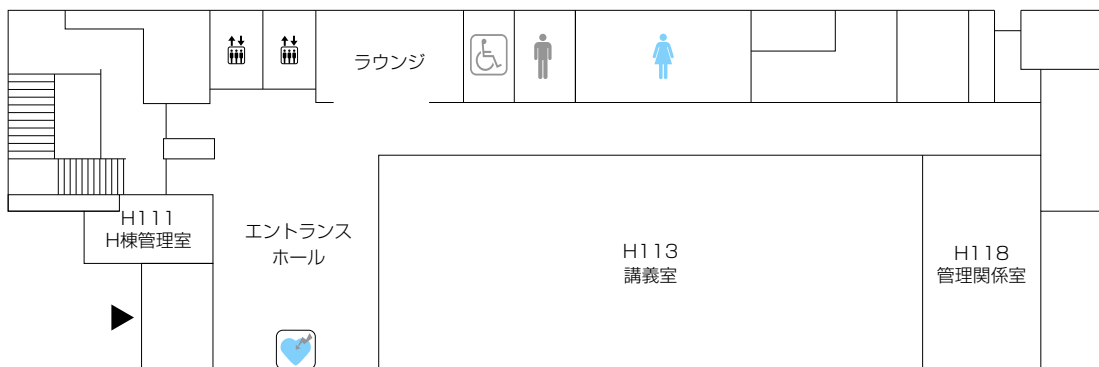 ラウンジ
H111
H棟管理室
エントランス
ホール
H113
講義室
H118
管理関係室